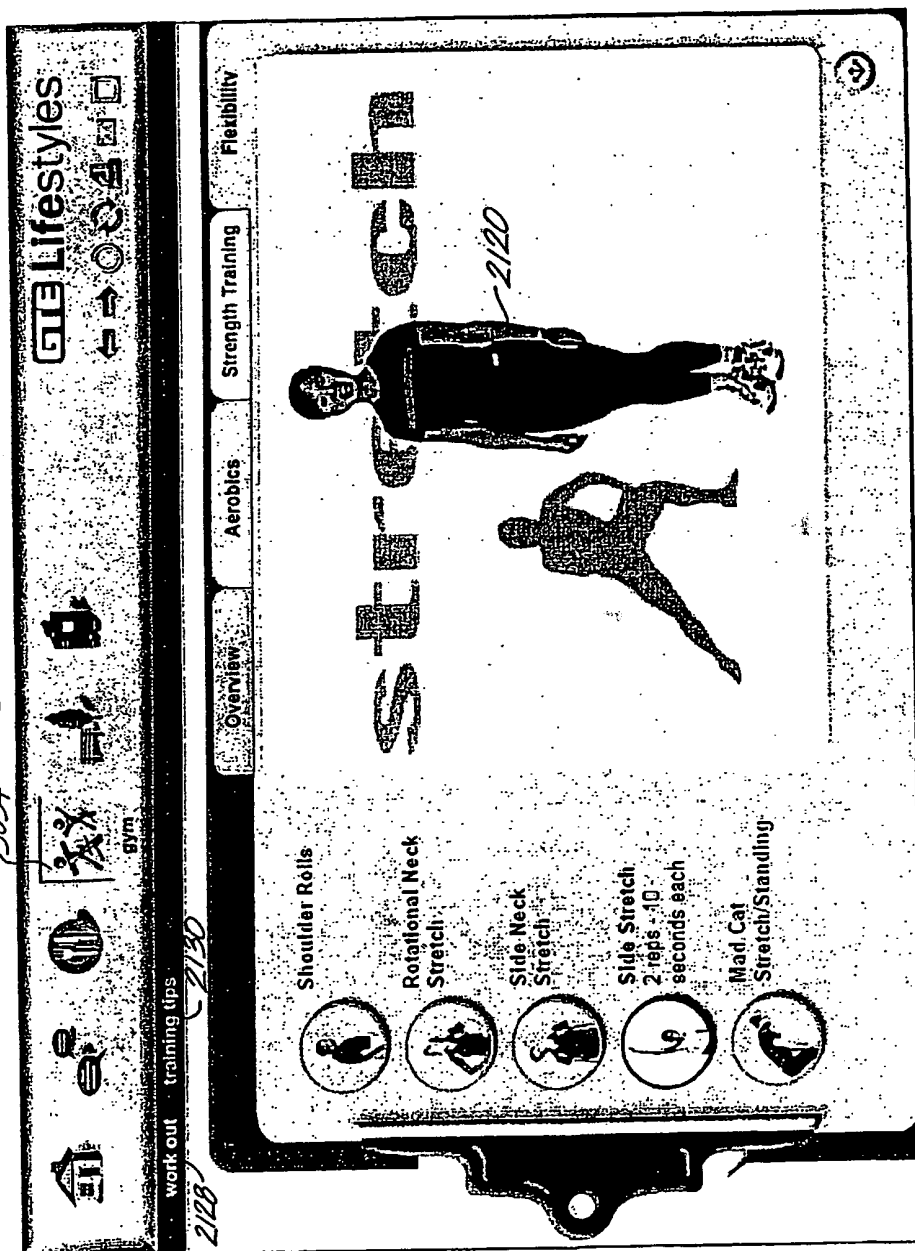 GTE Lifestyles
gym
work out training tips
2128
2130
Overview
Aerobics
Strength Training
Flexibility
stretch
2120
Shoulder Rolls
Rotational Neck
Stretch
Side Neck
Stretch
Side Stretch
2 reps - 10
seconds each
Mad Cat
Stretch/Standing